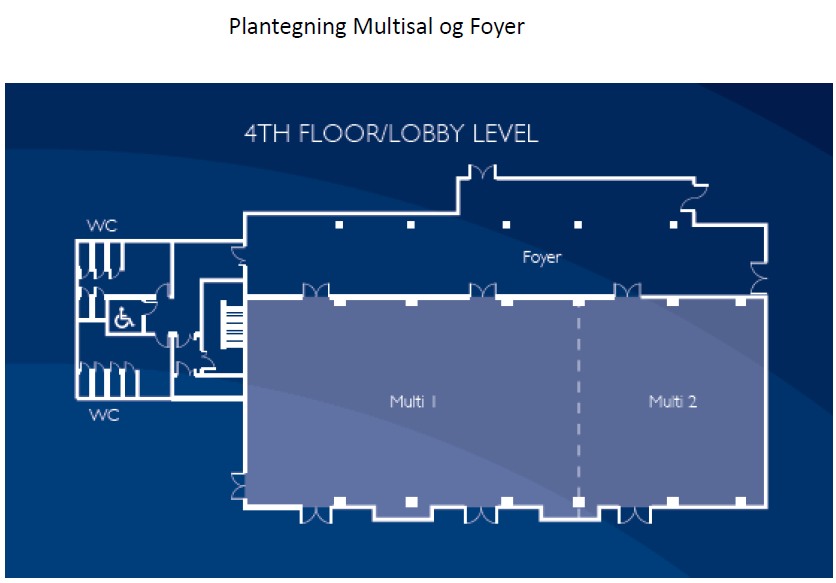 Plantegning Multisal og Foyer
4TH FLOOR/LOBBY LEVEL
WC
Foyer
Multi 1
Multi 2
WC